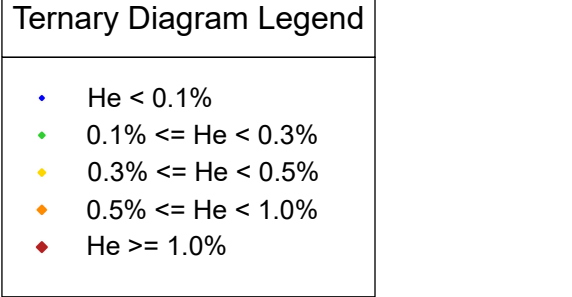 Ternary Diagram Legend
He < 0.1%
0.1% <= He < 0.3%
0.3% <= He < 0.5%
0.5% <= He < 1.0%
He >= 1.0%